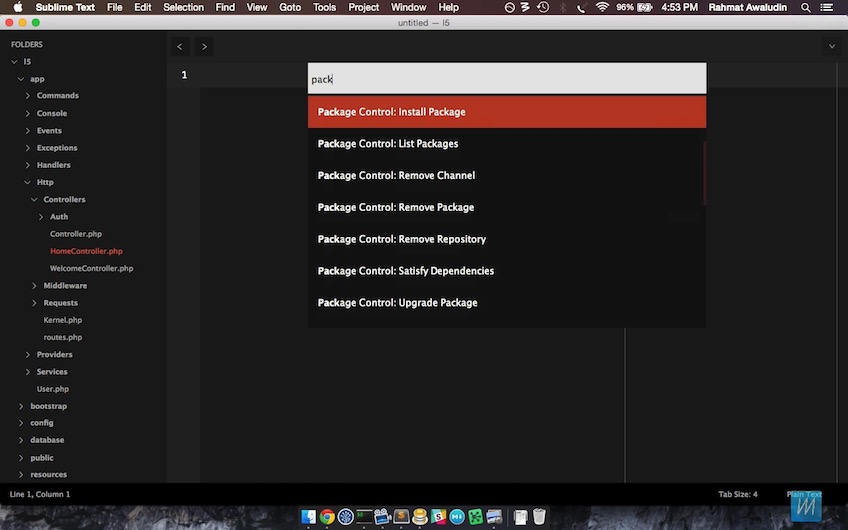 Sublime Text File Edit Selection Find View Goto Tools Project Window Help 96% 4:53 PM Rahmat Awaludin
untitled — l5
FOLDERS
l5
app
Commands
Console
Events
Exceptions
Handlers
Http
Controllers
Auth
Controller.php
HomeController.php
WelcomeController.php
Middleware
Requests
Kernel.php
routes.php
Providers
Services
User.php
bootstrap
config
database
public
resources
1
pack
Package Control: Install Package
Package Control: List Packages
Package Control: Remove Channel
Package Control: Remove Package
Package Control: Remove Repository
Package Control: Satisfy Dependencies
Package Control: Upgrade Package
Line 1, Column 1 Tab Size: 4 Plain Text